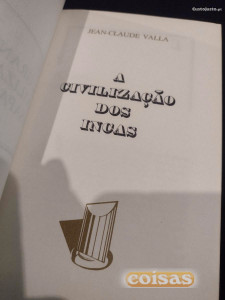 JEAN-CLAUDE VALLA
A
CIVILIZAÇÃO
DOS
INCAS
coisas